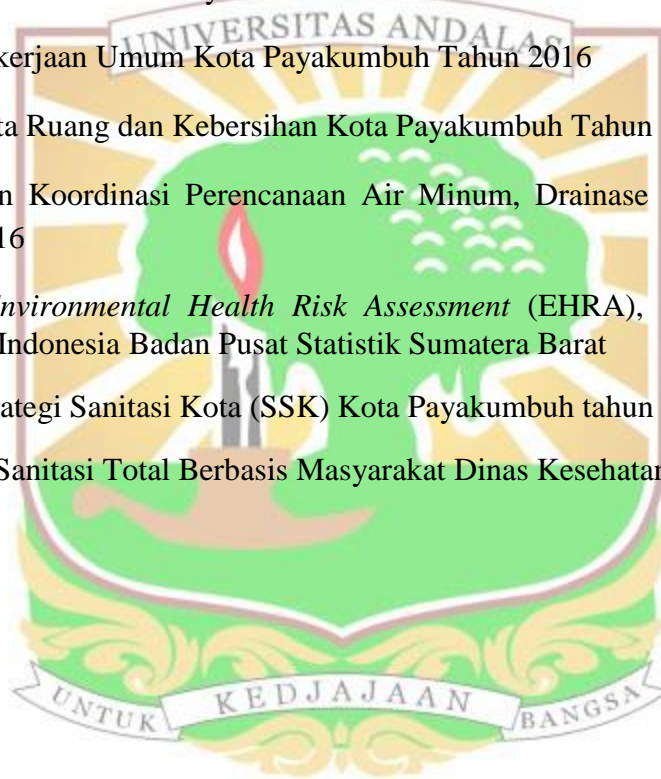 UNIVERSITAS ANDALAS
kerjaan Umum Kota Payakumbuh Tahun 2016
ta Ruang dan Kebersihan Kota Payakumbuh Tahun
n Koordinasi Perencanaan Air Minum, Drainase
16
nvironmental Health Risk Assessment (EHRA),
Indonesia Badan Pusat Statistik Sumatera Barat
rategi Sanitasi Kota (SSK) Kota Payakumbuh tahun
Sanitasi Total Berbasis Masyarakat Dinas Kesehatan
UNTUK KEDJAJAAN BANGSA